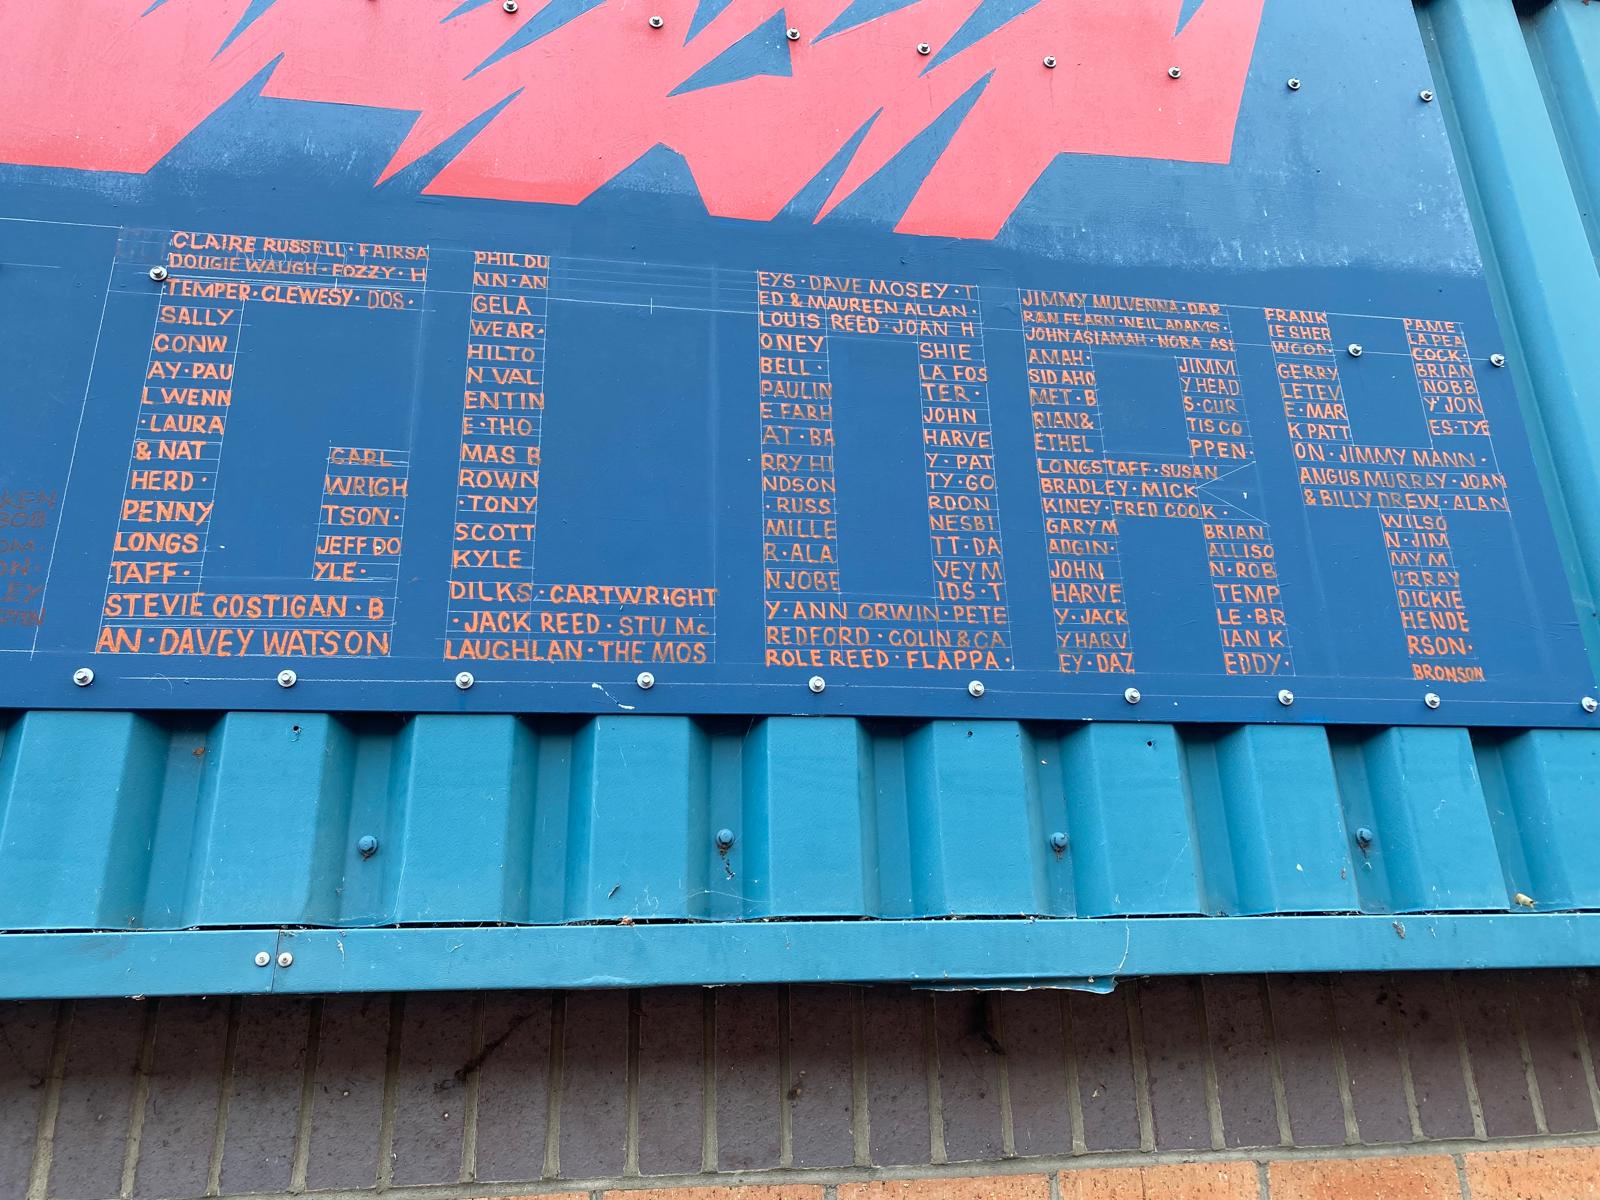 CLAIRE RUSSELL · FAIRSA
DOUGIE WAUGH · FOZZY · H
TEMPER · CLEWESY · DOS ·
SALLY
CONW
AY · PAU
L WENN
· LAURA
& NAT
HERD ·
PENNY
LONGS
TAFF ·
CARL
WRIGH
TSON ·
JEFF DO
YLE ·
STEVIE COSTIGAN · B
AN · DAVEY WATSON
PHIL DU
NN · AN
GELA
WEAR ·
HILTO
N VAL
ENTIN
E · THO
MAS B
ROWN
· TONY
SCOTT
KYLE
DILKS · CARTWRIGHT
· JACK REED · STU Mc
LAUGHLAN · THE MOS
EYS · DAVE MOSEY · T
ED & MAUREEN ALLAN ·
LOUIS REED · JOAN H
ONEY
BELL ·
PAULIN
E FARH
AT · BA
RRY HI
NDSON
· RUSS
MILLE
R · ALA
N JOBE
SHIE
LA FOS
TER ·
JOHN
HARVE
Y · PAT
TY · GO
RDON
NESBI
TT · DA
VEY M
IDS · T
Y · ANN ORWIN · PETE
REDFORD · COLIN & CA
ROLE REED · FLAPPA ·
JIMMY MULVENNA · DAR
RAN FEARN · NEIL ADAMS ·
JOHN ASIAMAH · NORA ASI
AMAH ·
SID AHO
MET · B
RIAN &
ETHEL
JIMM
Y HEAD
S · CUR
TIS CO
PPEN ·
LONGSTAFF · SUSAN
BRADLEY · MICK
KINEY · FRED COOK ·
GARY M
ADGIN ·
JOHN
HARVE
Y · JACK
Y HARV
EY · DAZ
BRIAN
ALLISO
N · ROB
TEMP
LE · BR
IAN K
EDDY ·
FRANK
LESHER
WOOD ·
GERRY
LETEV
E · MAR
K PATT
PAME
LA PEA
COCK ·
BRIAN
NOBB
Y JON
ES · TYE
ON · JIMMY MANN ·
ANGUS MURRAY · JOAN
& BILLY DREW · ALAN
WILSO
N · JIM
MY M
URRAY
DICKIE
HENDE
RSON ·
BRONSON